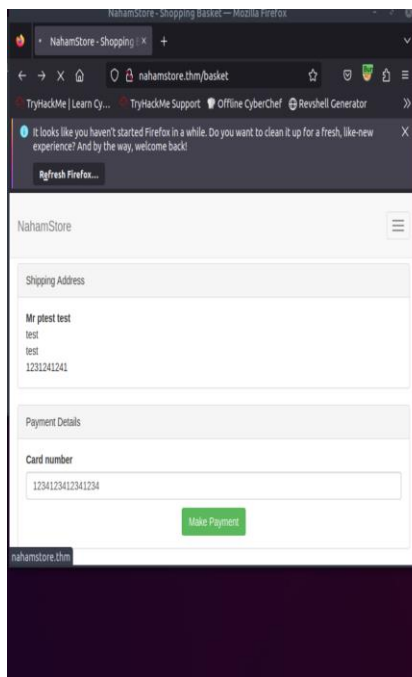 NahamStore - Shopping Basket — Mozilla Firefox
NahamStore - Shopping B
nahamstore.thm/basket
TryHackMe | Learn Cy...
TryHackMe Support
Offline CyberChef
Revshell Generator
It looks like you haven't started Firefox in a while. Do you want to clean it up for a fresh, like-new
experience? And by the way, welcome back!
Refresh Firefox...
NahamStore
Shipping Address
Mr ptest test
test
test
1231241241
Payment Details
Card number
1234123412341234
Make Payment
nahamstore.thm